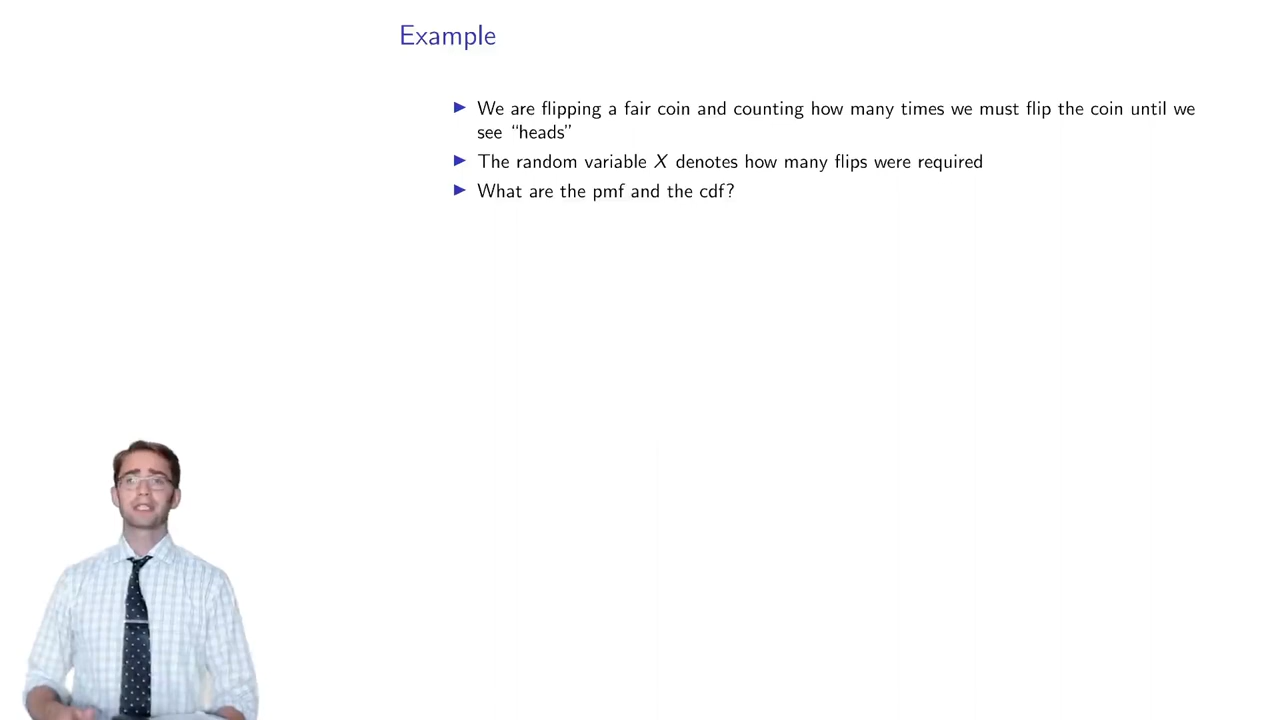 Example
► We are flipping a fair coin and counting how many times we must flip the coin until we
see “heads”
► The random variable X denotes how many flips were required
► What are the pmf and the cdf?